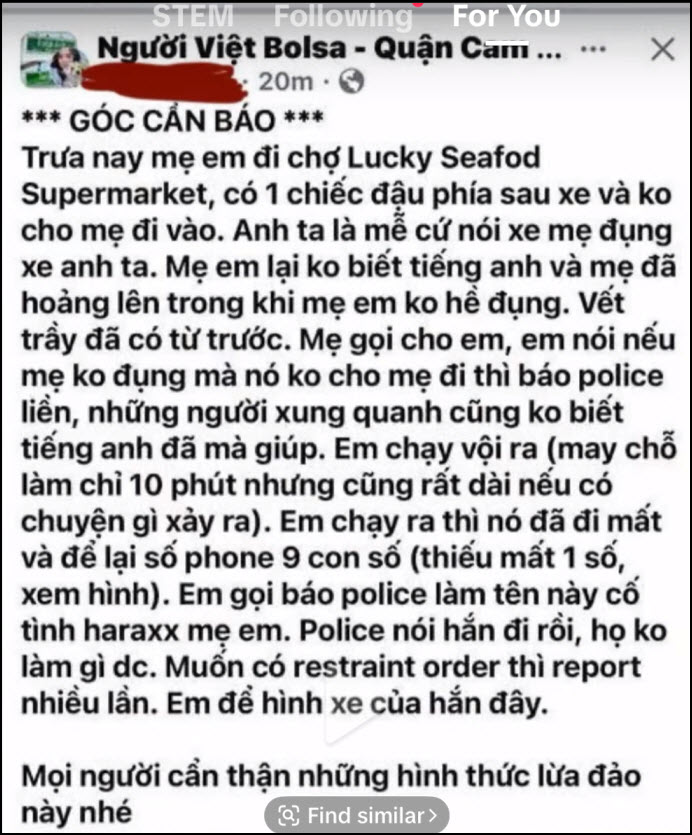 STEM Following For You
Người Việt Bolsa - Quận Cam ... ··· ×
20m ·
*** GÓC CẦN BÁO ***
Trưa nay mẹ em đi chợ Lucky Seafod
Supermarket, có 1 chiếc đậu phía sau xe và ko
cho mẹ đi vào. Anh ta là mễ cứ nói xe mẹ đụng
xe anh ta. Mẹ em lại ko biết tiếng anh và mẹ đã
hoảng lên trong khi mẹ em ko hề đụng. Vết
trầy đã có từ trước. Mẹ gọi cho em, em nói nếu
mẹ ko đụng mà nó ko cho mẹ đi thì báo police
liền, những người xung quanh cũng ko biết
tiếng anh đã mà giúp. Em chạy vội ra (may chỗ
làm chỉ 10 phút nhưng cũng rất dài nếu có
chuyện gì xảy ra). Em chạy ra thì nó đã đi mất
và để lại số phone 9 con số (thiếu mất 1 số,
xem hình). Em gọi báo police làm tên này cố
tình haraxx mẹ em. Police nói hắn đi rồi, họ ko
làm gì dc. Muốn có restraint order thì report
nhiều lần. Em để hình xe của hắn đây.
Mọi người cẩn thận những hình thức lừa đảo
này nhé
Find similar >